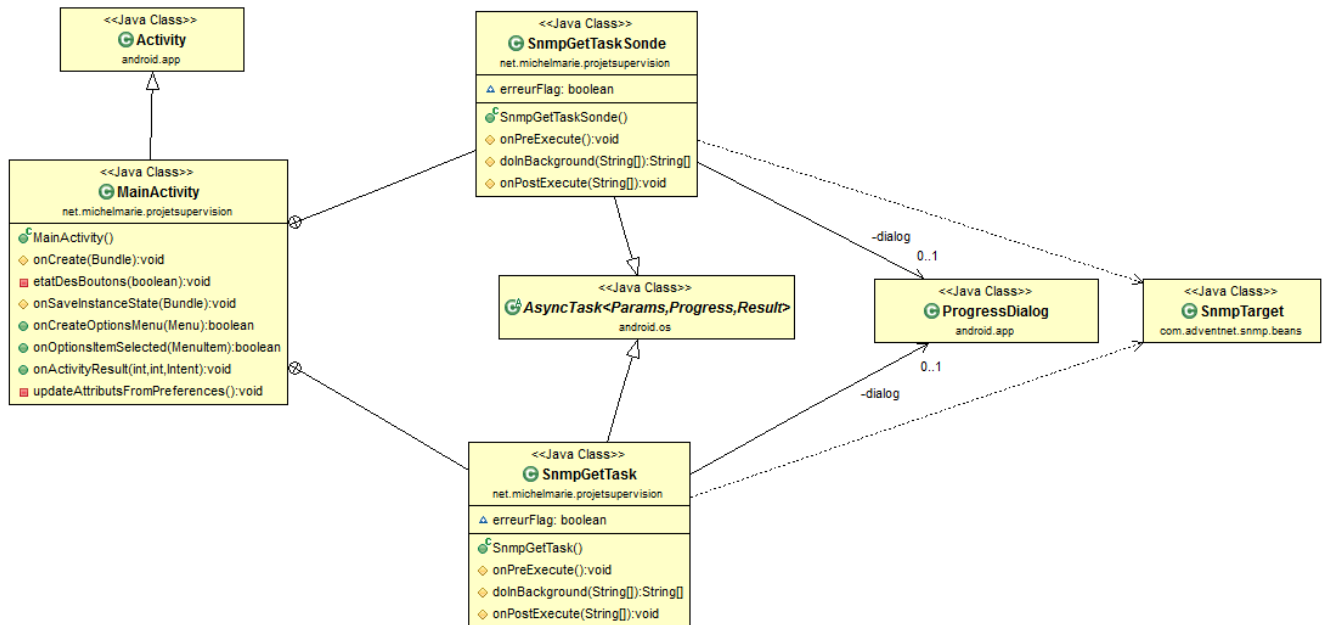 <<Java Class>>
Activity
android.app
<<Java Class>>
MainActivity
net.michelmarie.projetsupervision
MainActivity()
onCreate(Bundle):void
etatDesBoutons(boolean):void
onSaveInstanceState(Bundle):void
onCreateOptionsMenu(Menu):boolean
onOptionsItemSelected(MenuItem):boolean
onActivityResult(int,int,Intent):void
updateAttributsFromPreferences():void
<<Java Class>>
SnmpGetTaskSonde
net.michelmarie.projetsupervision
erreurFlag: boolean
SnmpGetTaskSonde()
onPreExecute():void
doInBackground(String[]):String[]
onPostExecute(String[]):void
-dialog
0..1
<<Java Class>>
AsyncTask<Params,Progress,Result>
android.os
<<Java Class>>
ProgressDialog
android.app
<<Java Class>>
SnmpTarget
com.adventnet.snmp.beans
0..1
-dialog
<<Java Class>>
SnmpGetTask
net.michelmarie.projetsupervision
erreurFlag: boolean
SnmpGetTask()
onPreExecute():void
doInBackground(String[]):String[]
onPostExecute(String[]):void